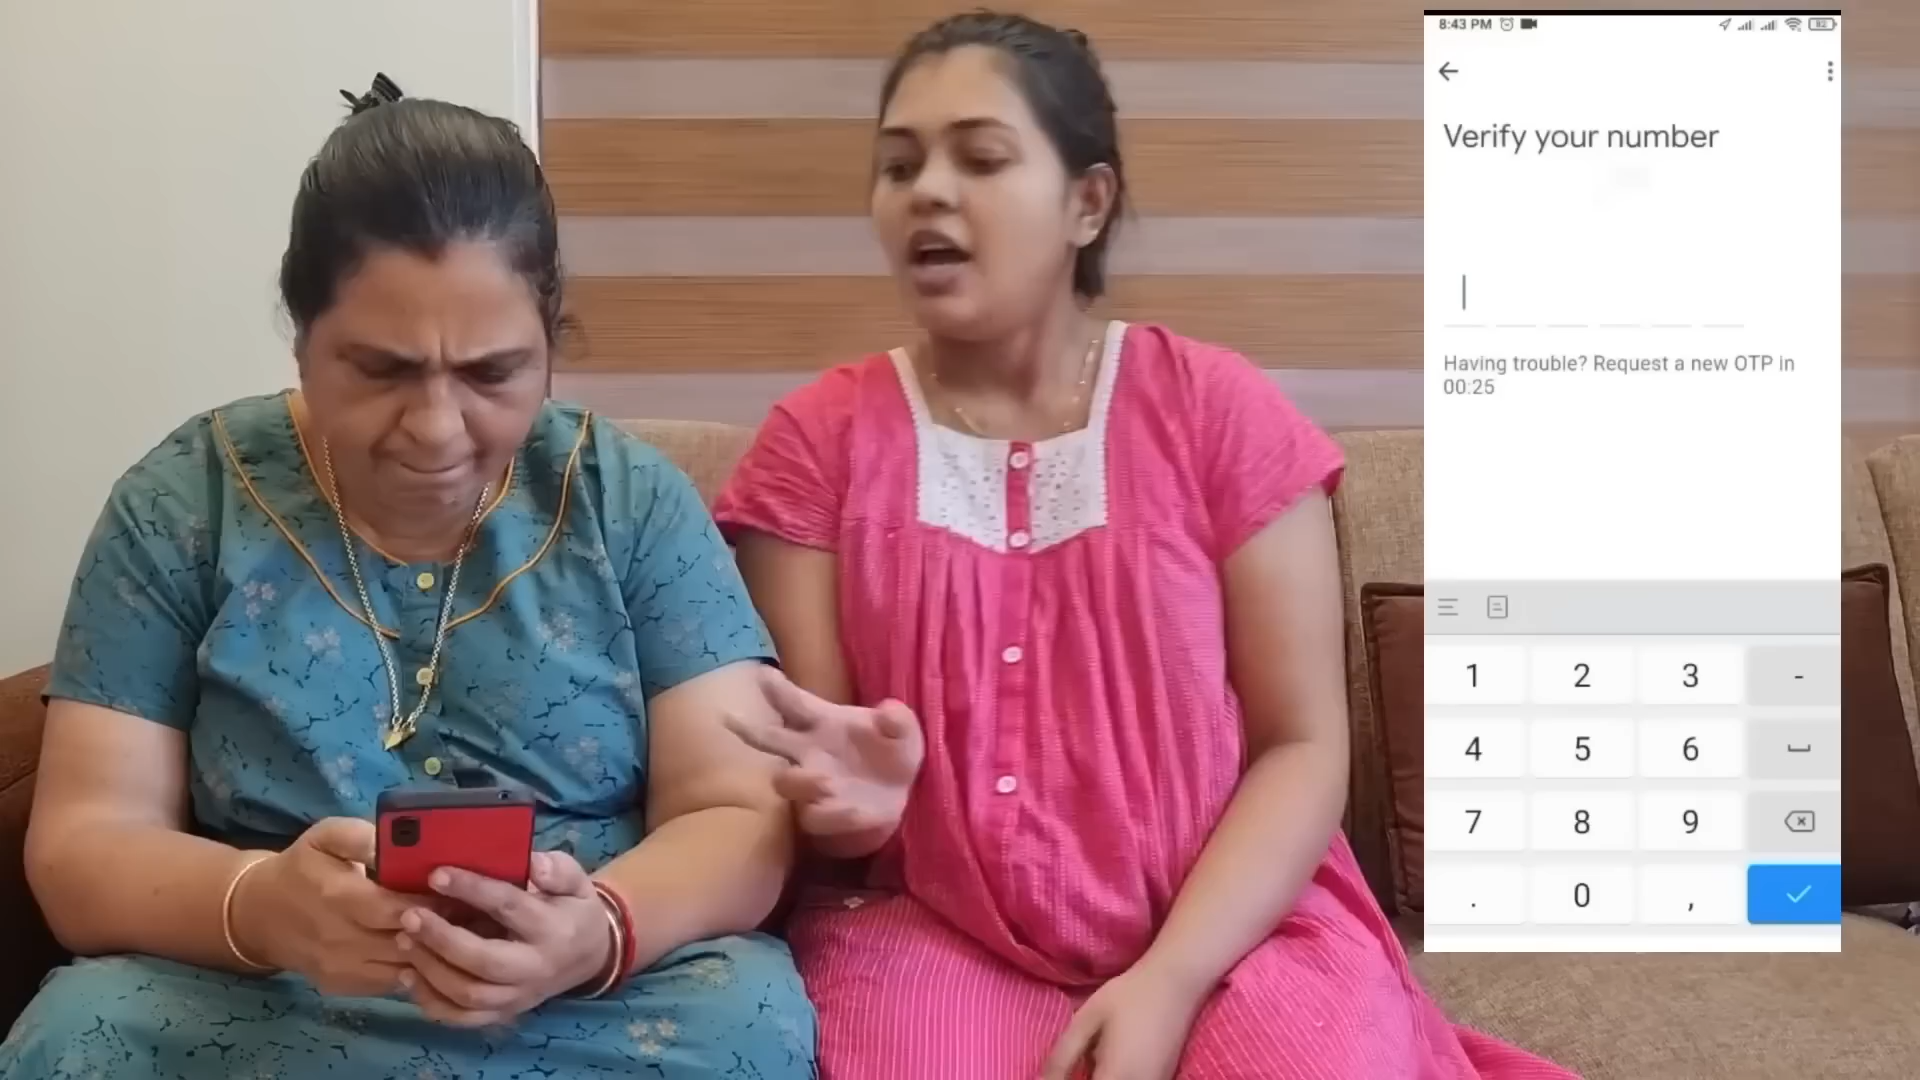 8:43 PM
82
Verify your number
Having trouble? Request a new OTP in
00:25
1 2 3 -
4 5 6
7 8 9
. 0 ,